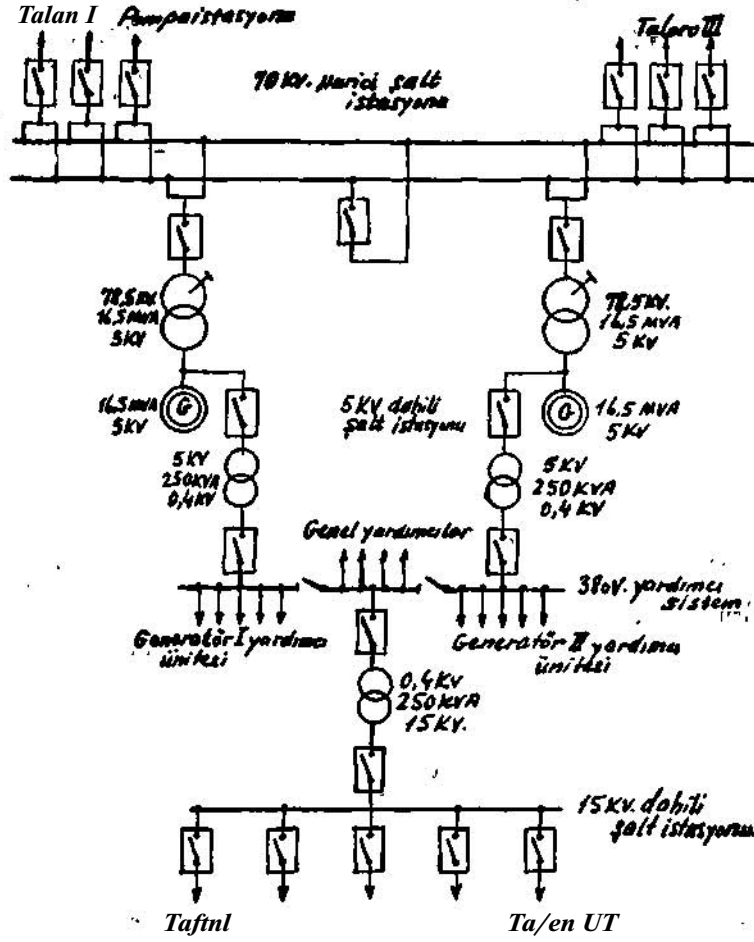 Talan I
Pompaistasyonu
Taloro III
70 KV. Harici şalt
istasyonu
78,5 KV.
16,5 MVA
5 KV
78,5 KV.
16,5 MVA
5 KV
16,5 MVA
5 KV
G
5 KV dahili
şalt istasyonu
G
16,5 MVA
5 KV
5 KV
250 KVA
0,4 KV
5 KV
250 KVA
0,4 KV
Genel yardımcılar
380V. yardımcı
sistem
Generatör I yardımcı
ünitesi
Generatör II yardımcı
ünitesi
0,4 KV
250 KVA
15 KV.
15 KV. dahili
şalt istasyonu
Taftnl
Ta/en UT